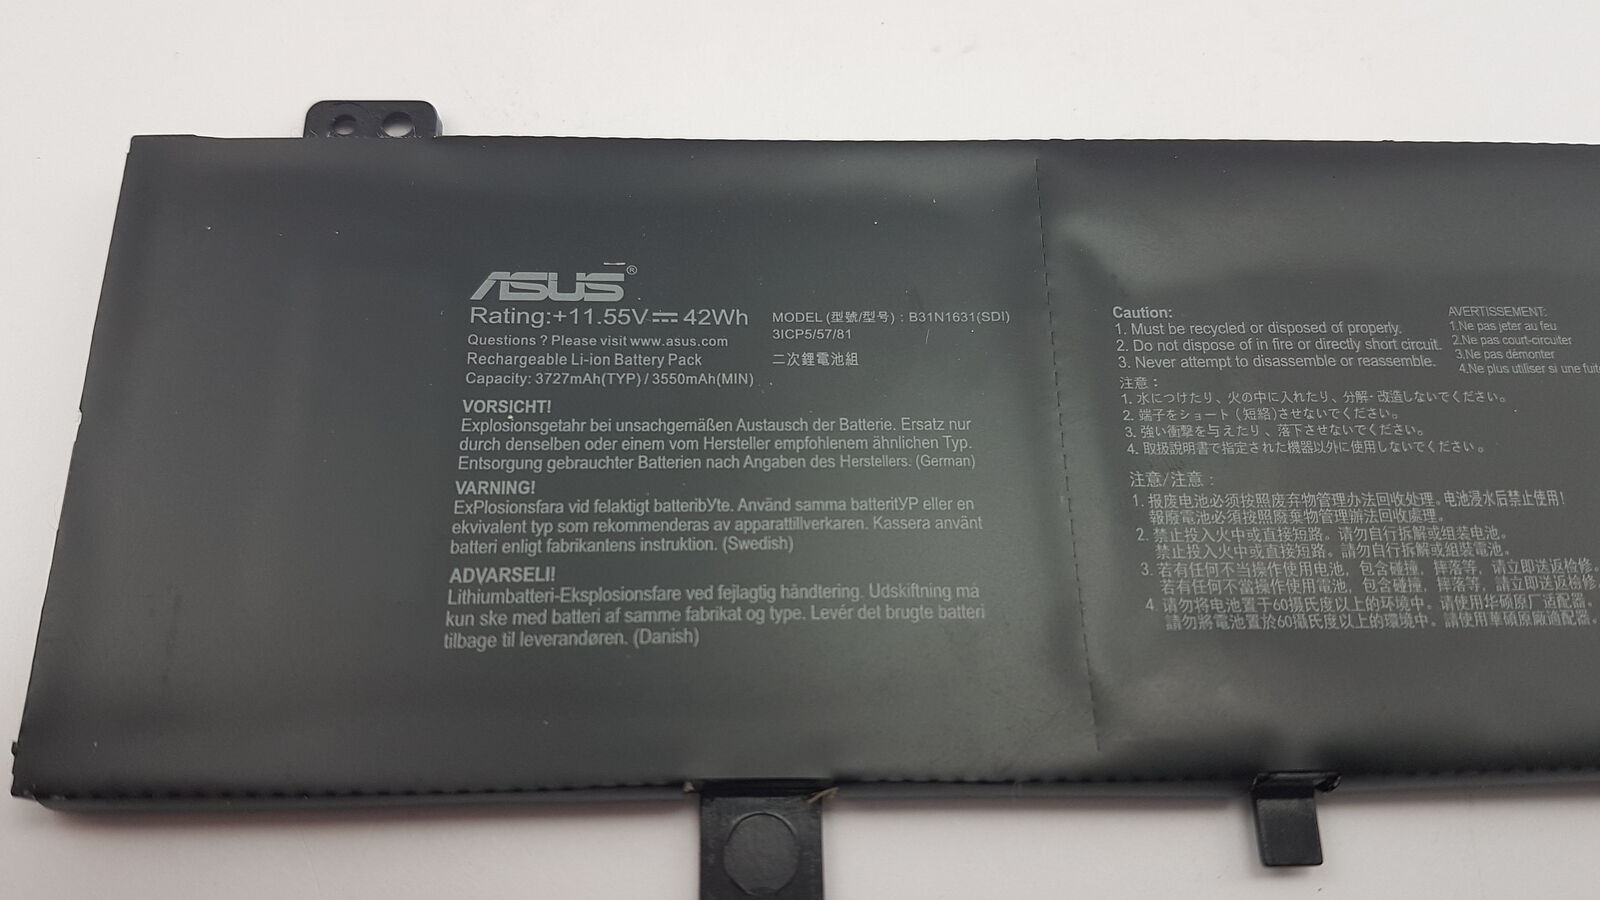 ASUS®
Rating:+11.55V⎓42Wh
Questions ? Please visit www.asus.com
Rechargeable Li-ion Battery Pack
Capacity: 3727mAh(TYP) / 3550mAh(MIN)
MODEL (型號/型号) : B31N1631(SDI)
3ICP5/57/81
二次鋰電池組
VORSICHT!
Explosionsgetahr bei unsachgemäßen Austausch der Batterie. Ersatz nur
durch denselben oder einem vom Hersteller empfohlenem ähnlichen Typ.
Entsorgung gebrauchter Batterien nach Angaben des Herstellers. (German)
VARNING!
ExPlosionsfara vid felaktigt batteribyte. Använd samma batterityP eller en
ekvivalent typ som rekommenderas av apparattillverkaren. Kassera använt
batteri enligt fabrikantens instruktion. (Swedish)
ADVARSELI!
Lithiumbatteri-Eksplosionsfare ved fejlagtig håndtering. Udskiftning má
kun ske med batteri af samme fabrikat og type. Levér det brugte batteri
tilbage til leverandøren. (Danish)
Caution:
1. Must be recycled or disposed of properly.
2. Do not dispose of in fire or directly short circuit.
3. Never attempt to disassemble or reassemble.
AVERTISSEMENT:
1.Ne pas jeter au feu
2.Ne pas court-circuiter
3.Ne pas démonter
4.Ne plus utiliser si une fuite
注意：
1. 水につけたり、火の中に入れたり、分解・改造しないでください。
2. 端子をショート（短絡）させないでください。
3. 強い衝撃を与えたり、落下させないでください。
4. 取扱説明書で指定された機器以外に使用しないでください。
注意/注意：
1. 报废电池必须按照废弃物管理办法回收处理。电池浸水后禁止使用！
報廢電池必須按照廢棄物管理辦法回收處理。
2. 禁止投入火中或直接短路。请勿自行拆解或组装电池。
禁止投入火中或直接短路。請勿自行拆解或組裝電池。
3. 若有任何不当操作使用电池，包含碰撞，摔落等，请立即送返检修。
若有任何不當操作使用電池，包含碰撞，摔落等，請立即送返
4. 请勿将电池置于60摄氏度以上的环境中。请使用华硕原厂适配器。
請勿將電池置於60攝氏度以上的環境中。請使用華碩原廠適配器。